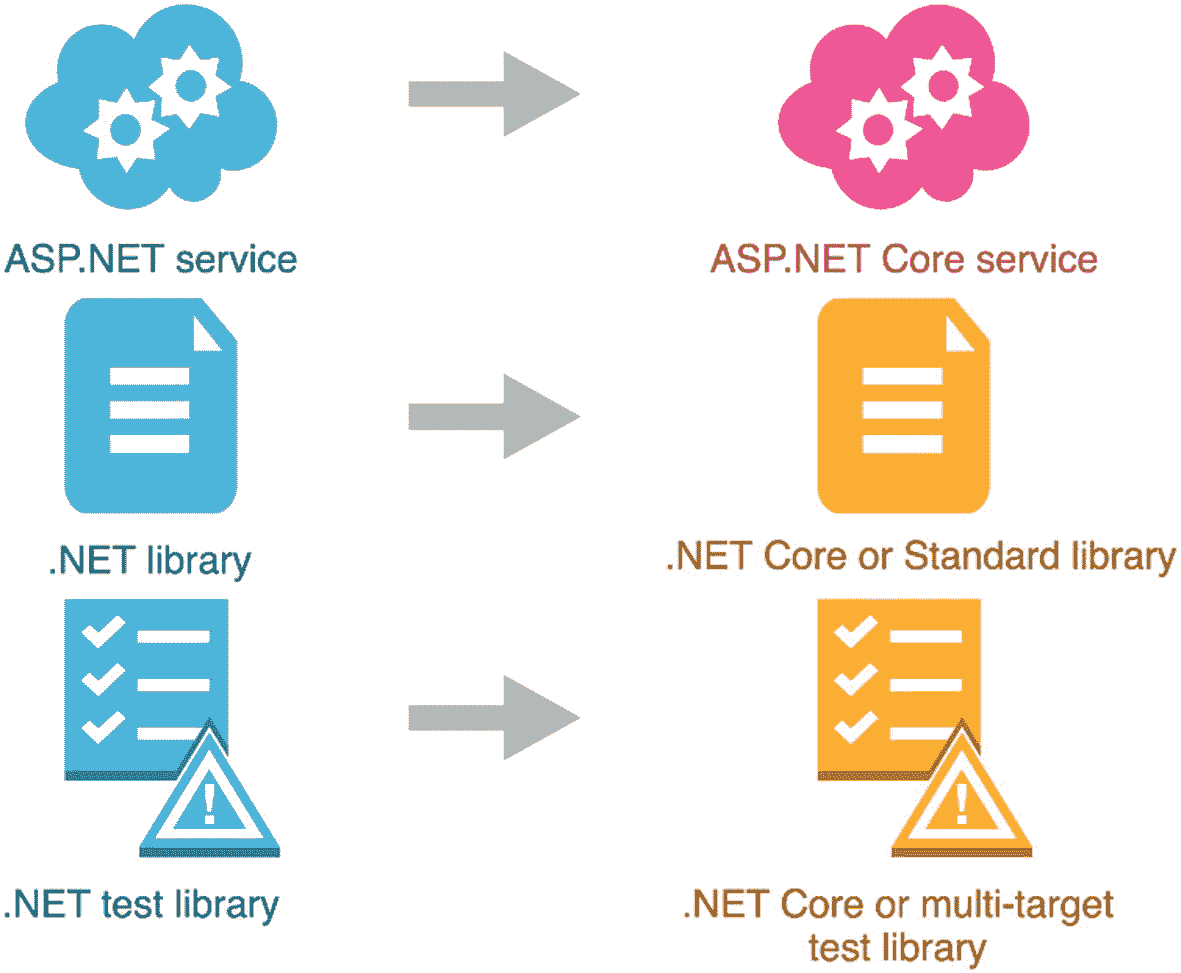 ASP.NET service
ASP.NET Core service
.NET library
.NET Core or Standard library
.NET test library
.NET Core or multi-target
test library